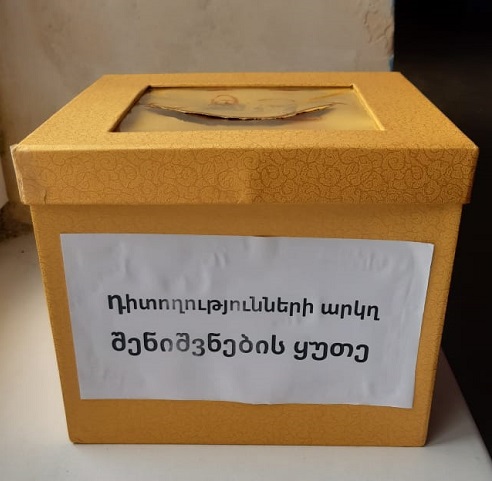 Դիտողությունների արկղ
შენიშვნების ყუთი